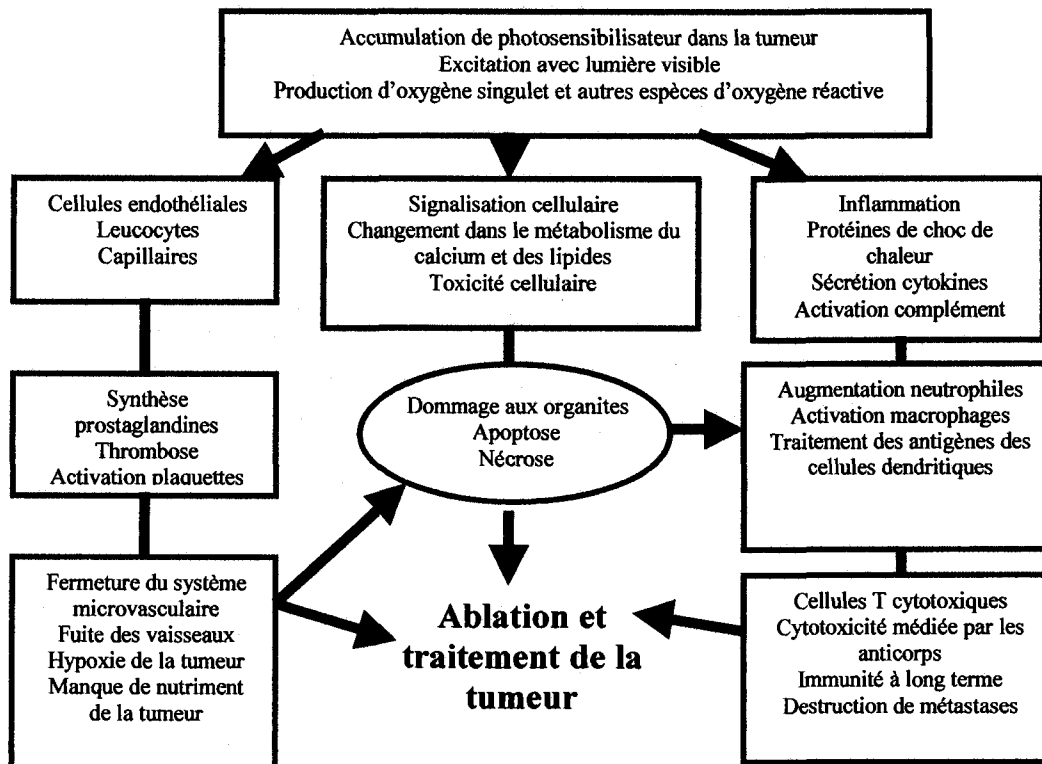 Accumulation de photosensibilisateur dans la tumeur
Excitation avec lumière visible
Production d'oxygène singulet et autres espèces d'oxygène réactive
Cellules endothéliales
Leucocytes
Capillaires
Synthèse
prostaglandines
Thrombose
Activation plaquettes
Fermeture du système
microvasculaire
Fuite des vaisseaux
Hypoxie de la tumeur
Manque de nutriment
de la tumeur
Signalisation cellulaire
Changement dans le métabolisme du
calcium et des lipides
Toxicité cellulaire
Dommage aux organites
Apoptose
Nécrose
Ablation et
traitement de la
tumeur
Inflammation
Protéines de choc de
chaleur
Sécrétion cytokines
Activation complément
Augmentation neutrophiles
Activation macrophages
Traitement des antigènes des
cellules dendritiques
Cellules T cytotoxiques
Cytotoxicité médiée par les
anticorps
Immunité à long terme
Destruction de métastases